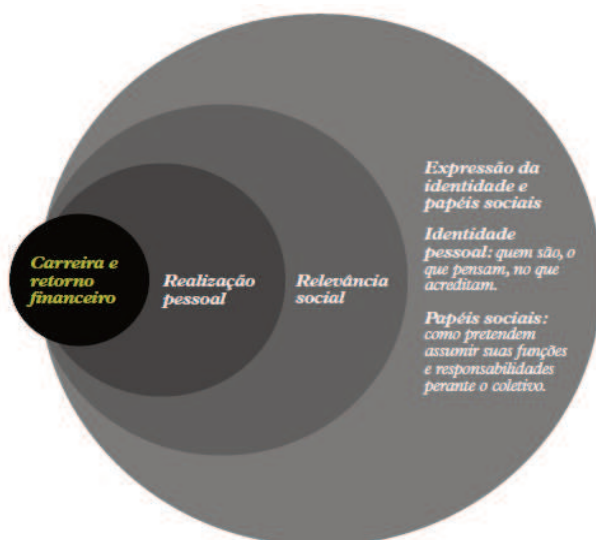 Carreira e
retorno
financeiro
Realização
pessoal
Relevância
social
Expressão da
identidade e
papéis sociais
Identidade
pessoal: quem são, o
que pensam, no que
acreditam.
Papéis sociais:
como pretendem
assumir suas funções
e responsabilidades
perante o coletivo.